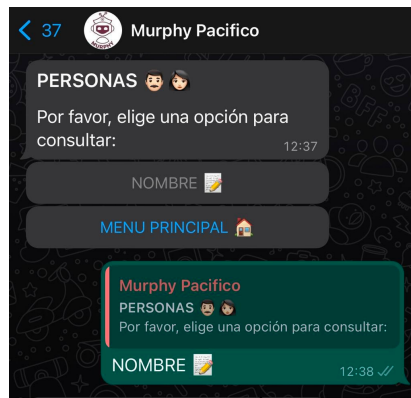 37
MURPHY
Murphy Pacifico
PERSONAS 👨🏻👩🏻
Por favor, elige una opción para
consultar:
12:37
NOMBRE 📝
MENU PRINCIPAL 🏠
Murphy Pacifico
PERSONAS 👨🏻👩🏻
Por favor, elige una opción para consultar:
NOMBRE 📝
12:38